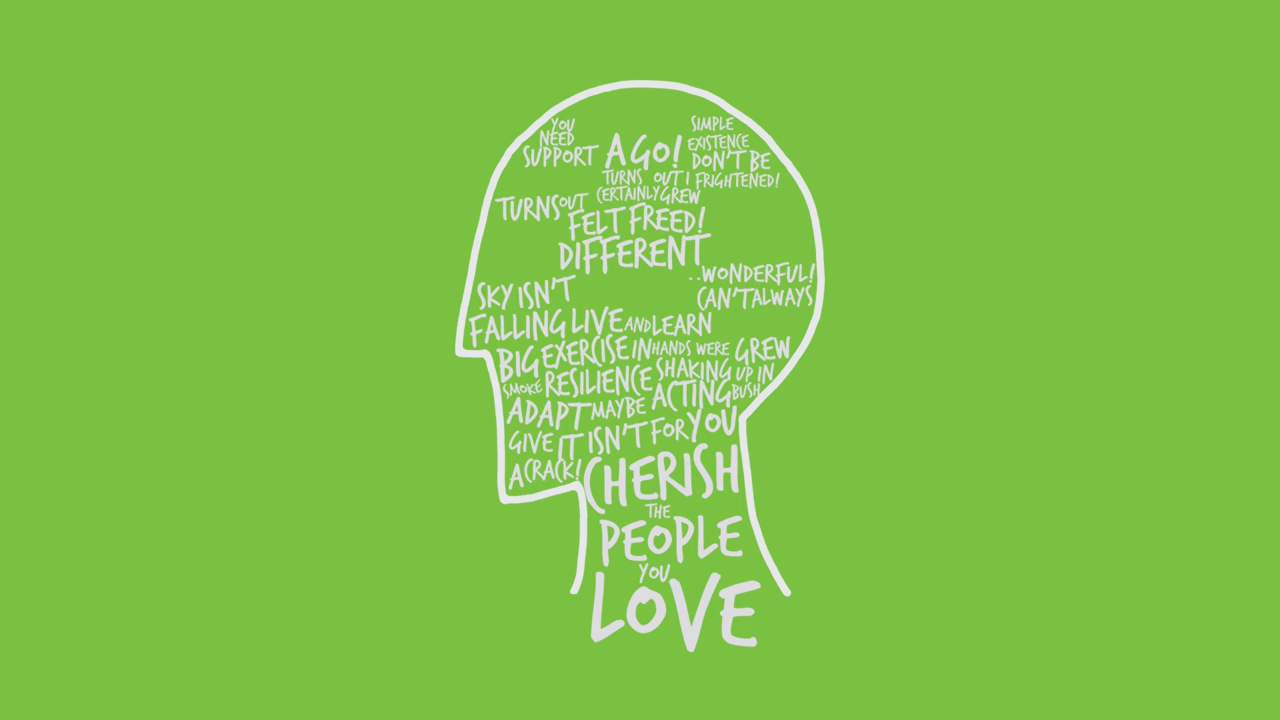 YOU
NEED
SUPPORT
A GO!
SIMPLE
EXISTENCE
DON'T BE
FRIGHTENED!
TURNS OUT I
CERTAINLY GREW
TURNS OUT
FELT FREED!
DIFFERENT
..WONDERFUL!
CAN'T ALWAYS
SKY ISN'T
FALLING LIVE AND LEARN
BIG EXERCISE IN HANDS WERE GREW
SMOKE RESILIENCE SHAKING UP IN
ADAPT MAYBE ACTING BUSH
GIVE IT ISN'T FOR YOU
A CRACK! CHERISH
THE
PEOPLE
YOU
LOVE